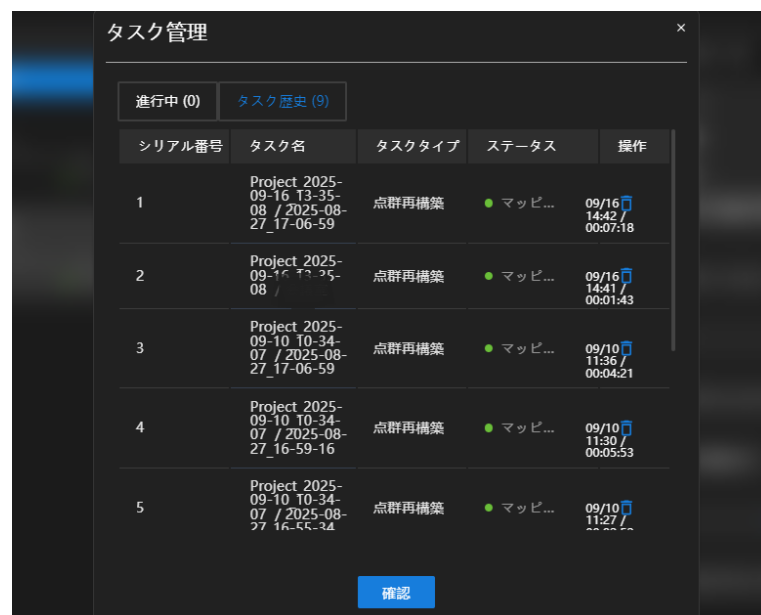 タスク管理
×
進行中 (0) タスク歴史 (9)
シリアル番号 タスク名 タスクタイプ ステータス 操作
1
Project_2025-
09-16_13-35-
08 / 2025-08-
27_17-06-59
点群再構築
マッピ...
09/16
14:42 /
00:07:18
2
Project_2025-
09-16_13-35-
08 /
点群再構築
マッピ...
09/16
14:41 /
00:01:43
3
Project_2025-
09-10_10-34-
07 / 2025-08-
27_17-06-59
点群再構築
マッピ...
09/10
11:36 /
00:04:21
4
Project_2025-
09-10_10-34-
07 / 2025-08-
27_16-59-16
点群再構築
マッピ...
09/10
11:30 /
00:05:53
5
Project_2025-
09-10_10-34-
07 / 2025-08-
27_16-55-34
点群再構築
マッピ...
09/10
11:27 /
確認